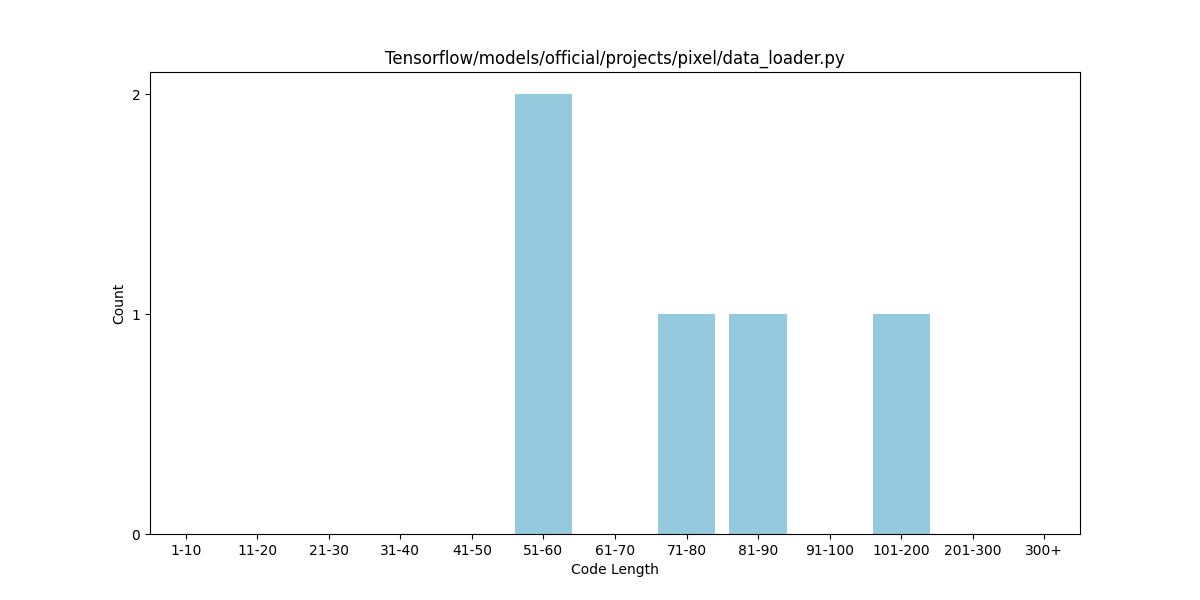 Tensorflow/models/official/projects/pixel/data_loader.py
2
1
0
Count
1-10 11-20 21-30 31-40 41-50 51-60 61-70 71-80 81-90 91-100 101-200 201-300 300+
Code Length